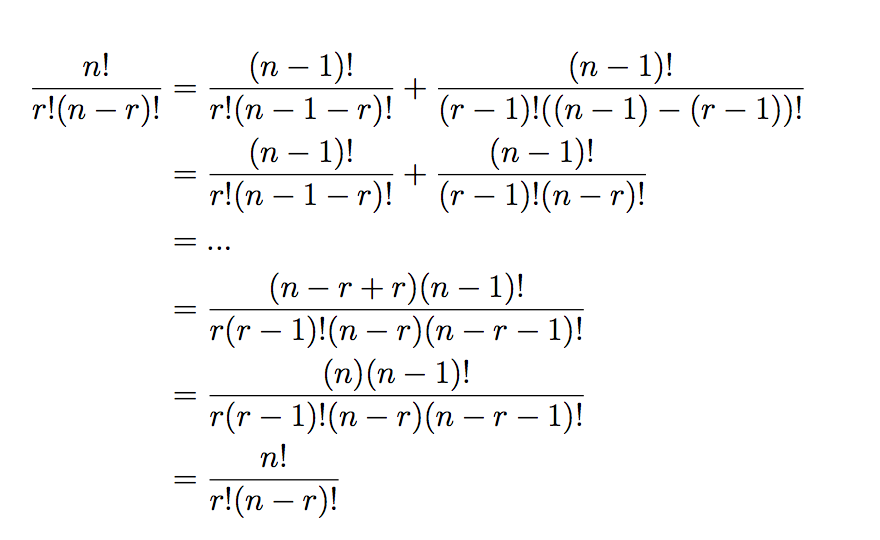 n!/(r!(n − r)!) = (n − 1)!/(r!(n − 1 − r)!) + (n − 1)!/((r − 1)!((n − 1) − (r − 1))!)
= (n − 1)!/(r!(n − 1 − r)!) + (n − 1)!/((r − 1)!(n − r)!)
= ...
= (n − r + r)(n − 1)!/(r(r − 1)!(n − r)(n − r − 1)!)
= (n)(n − 1)!/(r(r − 1)!(n − r)(n − r − 1)!)
= n!/(r!(n − r)!)